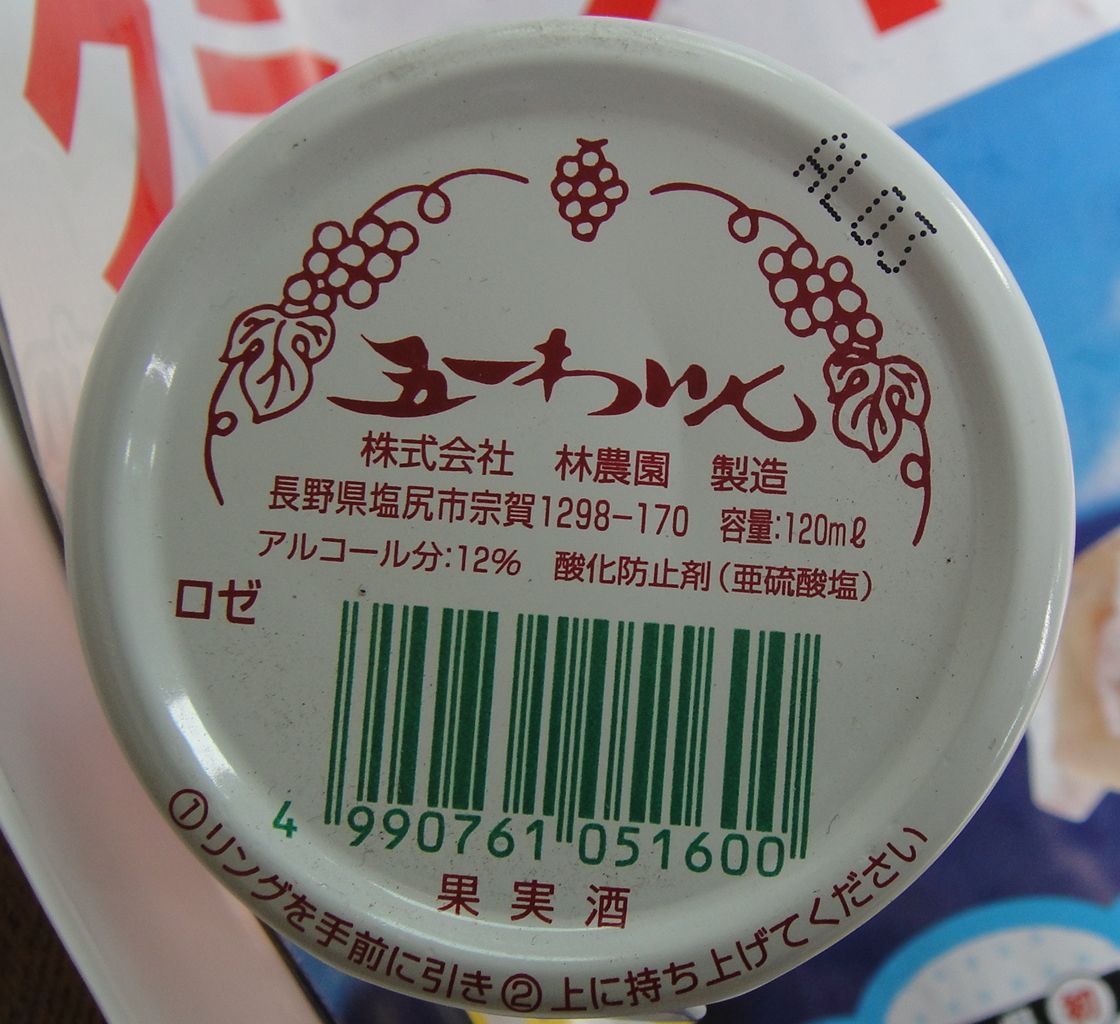 ALOJ
五一わいん
株式会社 林農園 製造
長野県塩尻市宗賀1298-170 容量:120mℓ
アルコール分:12% 酸化防止剤(亜硫酸塩)
ロゼ
4 990761 051600
果実酒
①リングを手前に引き②上に持ち上げてください